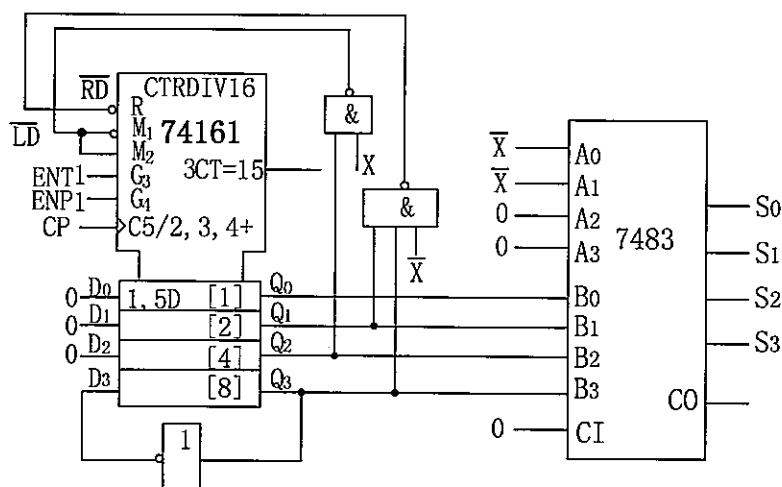 CTRDIV16
RD
R
M1
LD
74161
M2
3CT=15
ENT1
G3
ENP1
G4
CP
C5/2,3,4+
&
X
&
X
0 D0
1,5D
[1]
Q0
0 D1
[2]
Q1
0 D2
[4]
Q2
D3
[8]
Q3
1
X
A0
X
A1
0
A2
0
A3
7483
B0
B1
B2
B3
0
CI
S0
S1
S2
S3
CO